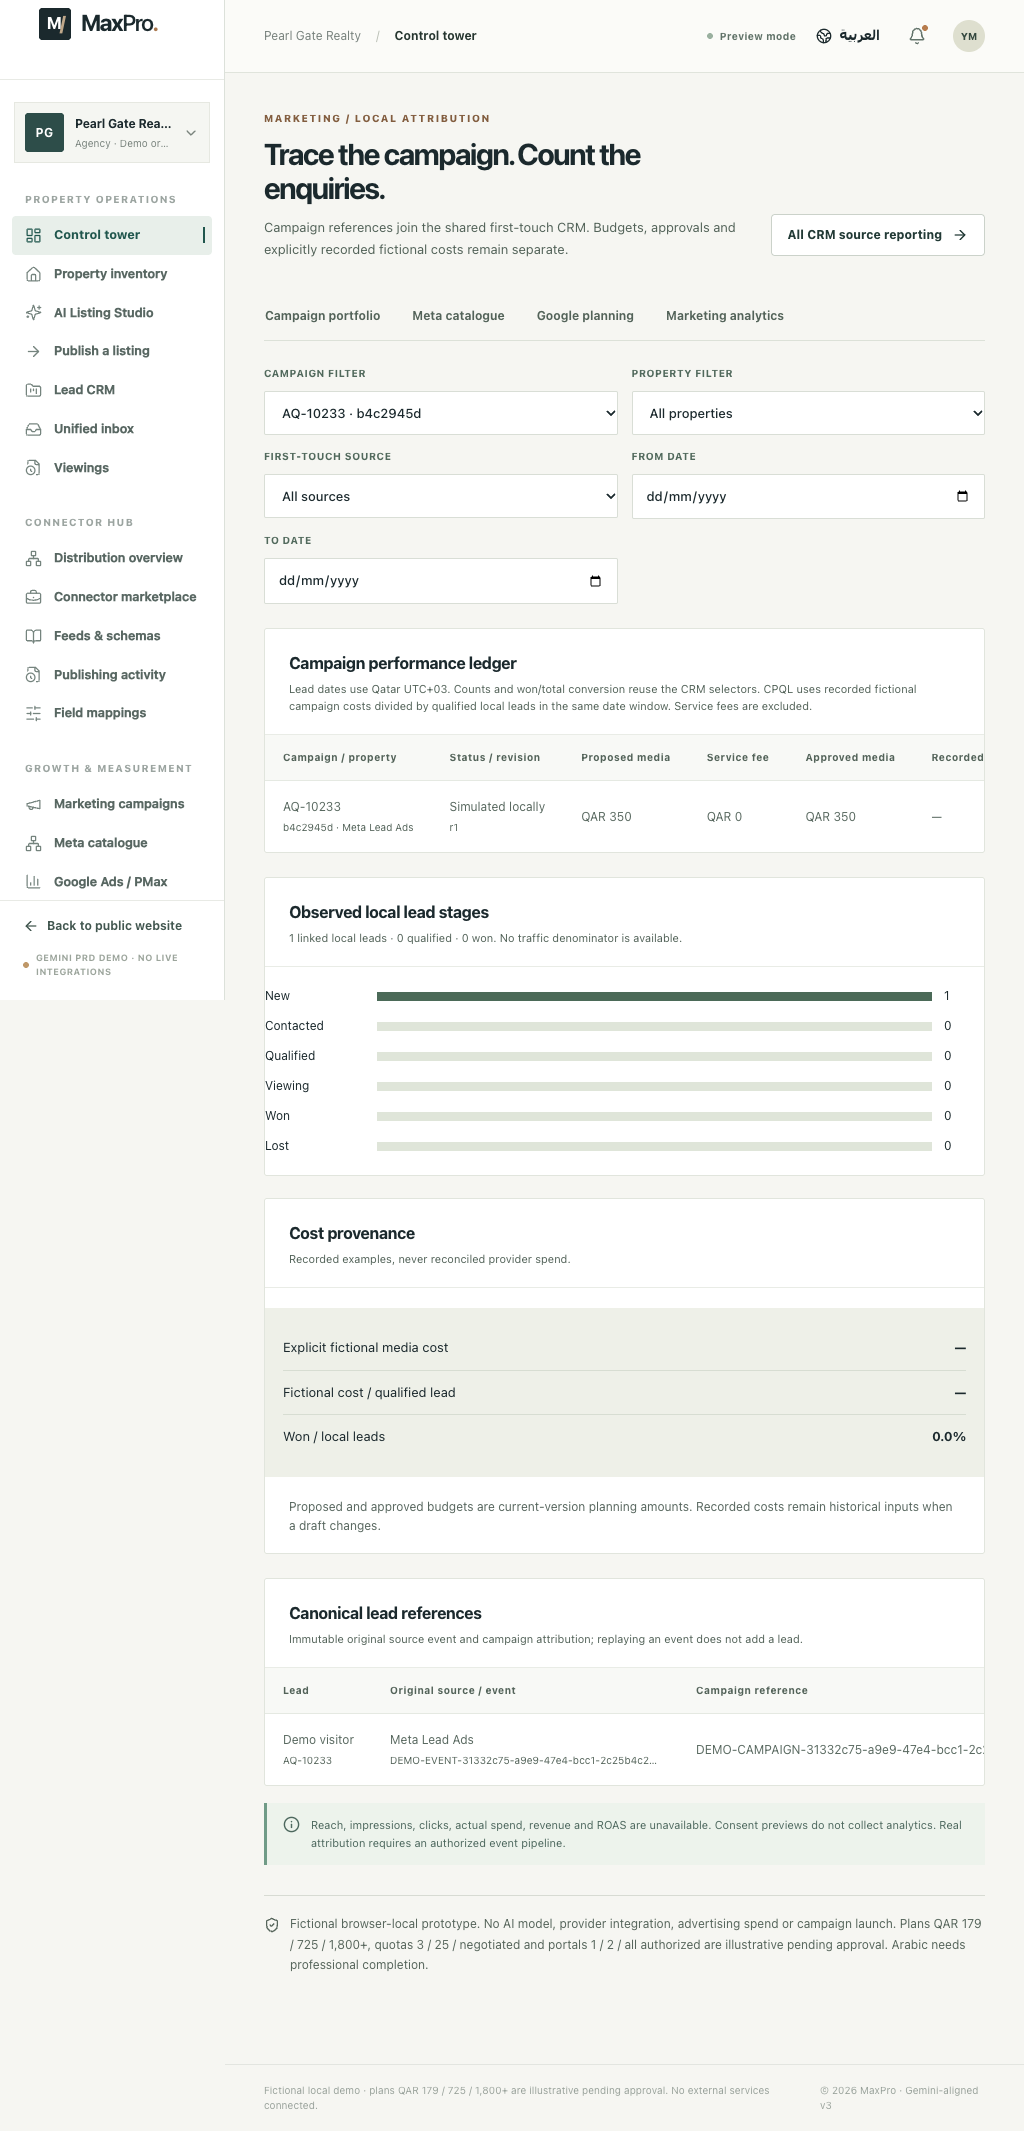 M/ MaxPro.
PG
Pearl Gate Rea...
Agency · Demo or...
PROPERTY OPERATIONS
Control tower
Property inventory
AI Listing Studio
Publish a listing
Lead CRM
Unified inbox
Viewings
CONNECTOR HUB
Distribution overview
Connector marketplace
Feeds & schemas
Publishing activity
Field mappings
GROWTH & MEASUREMENT
Marketing campaigns
Meta catalogue
Google Ads / PMax
Back to public website
GEMINI PRD DEMO · NO LIVE
INTEGRATIONS
Pearl Gate Realty / Control tower
Preview mode
العربية
YM
MARKETING / LOCAL ATTRIBUTION
Trace the campaign. Count the
enquiries.
Campaign references join the shared first-touch CRM. Budgets, approvals and
explicitly recorded fictional costs remain separate.
All CRM source reporting
Campaign portfolio Meta catalogue Google planning Marketing analytics
CAMPAIGN FILTER PROPERTY FILTER
AQ-10233 · b4c2945d All properties
FIRST-TOUCH SOURCE FROM DATE
All sources dd/mm/yyyy
TO DATE
dd/mm/yyyy
Campaign performance ledger
Lead dates use Qatar UTC+03. Counts and won/total conversion reuse the CRM selectors. CPQL uses recorded fictional
campaign costs divided by qualified local leads in the same date window. Service fees are excluded.
Campaign / property Status / revision Proposed media Service fee Approved media Recorded
AQ-10233 Simulated locally QAR 350 QAR 0 QAR 350 —
b4c2945d · Meta Lead Ads r1
Observed local lead stages
1 linked local leads · 0 qualified · 0 won. No traffic denominator is available.
New 1
Contacted 0
Qualified 0
Viewing 0
Won 0
Lost 0
Cost provenance
Recorded examples, never reconciled provider spend.
Explicit fictional media cost —
Fictional cost / qualified lead —
Won / local leads 0.0%
Proposed and approved budgets are current-version planning amounts. Recorded costs remain historical inputs when
a draft changes.
Canonical lead references
Immutable original source event and campaign attribution; replaying an event does not add a lead.
Lead Original source / event Campaign reference
Demo visitor Meta Lead Ads DEMO-CAMPAIGN-31332c75-a9e9-47e4-bcc1-2c
AQ-10233 DEMO-EVENT-31332c75-a9e9-47e4-bcc1-2c25b4c2...
Reach, impressions, clicks, actual spend, revenue and ROAS are unavailable. Consent previews do not collect analytics. Real
attribution requires an authorized event pipeline.
Fictional browser-local prototype. No AI model, provider integration, advertising spend or campaign launch. Plans QAR 179
/ 725 / 1,800+, quotas 3 / 25 / negotiated and portals 1 / 2 / all authorized are illustrative pending approval. Arabic needs
professional completion.
Fictional local demo · plans QAR 179 / 725 / 1,800+ are illustrative pending approval. No external services
connected.
© 2026 MaxPro · Gemini-aligned
v3